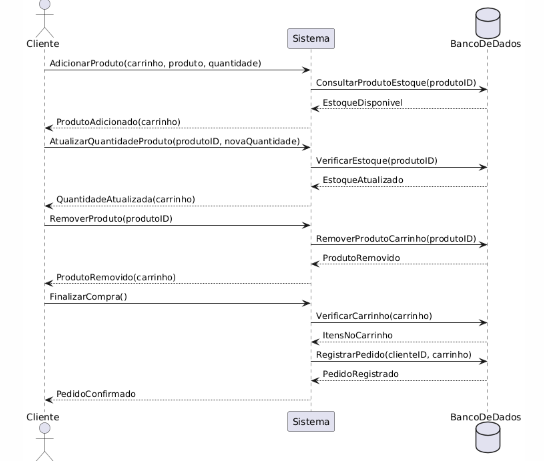 Cliente
Sistema
BancoDeDados
AdicionarProduto(carrinho, produto, quantidade)
ConsultarProdutoEstoque(produtoID)
EstoqueDisponivel
ProdutoAdicionado(carrinho)
AtualizarQuantidadeProduto(produtoID, novaQuantidade)
VerificarEstoque(produtoID)
EstoqueAtualizado
QuantidadeAtualizada(carrinho)
RemoverProduto(produtoID)
RemoverProdutoCarrinho(produtoID)
ProdutoRemovido
ProdutoRemovido(carrinho)
FinalizarCompra()
VerificarCarrinho(carrinho)
ItensNoCarrinho
RegistrarPedido(clienteID, carrinho)
PedidoRegistrado
PedidoConfirmado
Cliente
Sistema
BancoDeDados